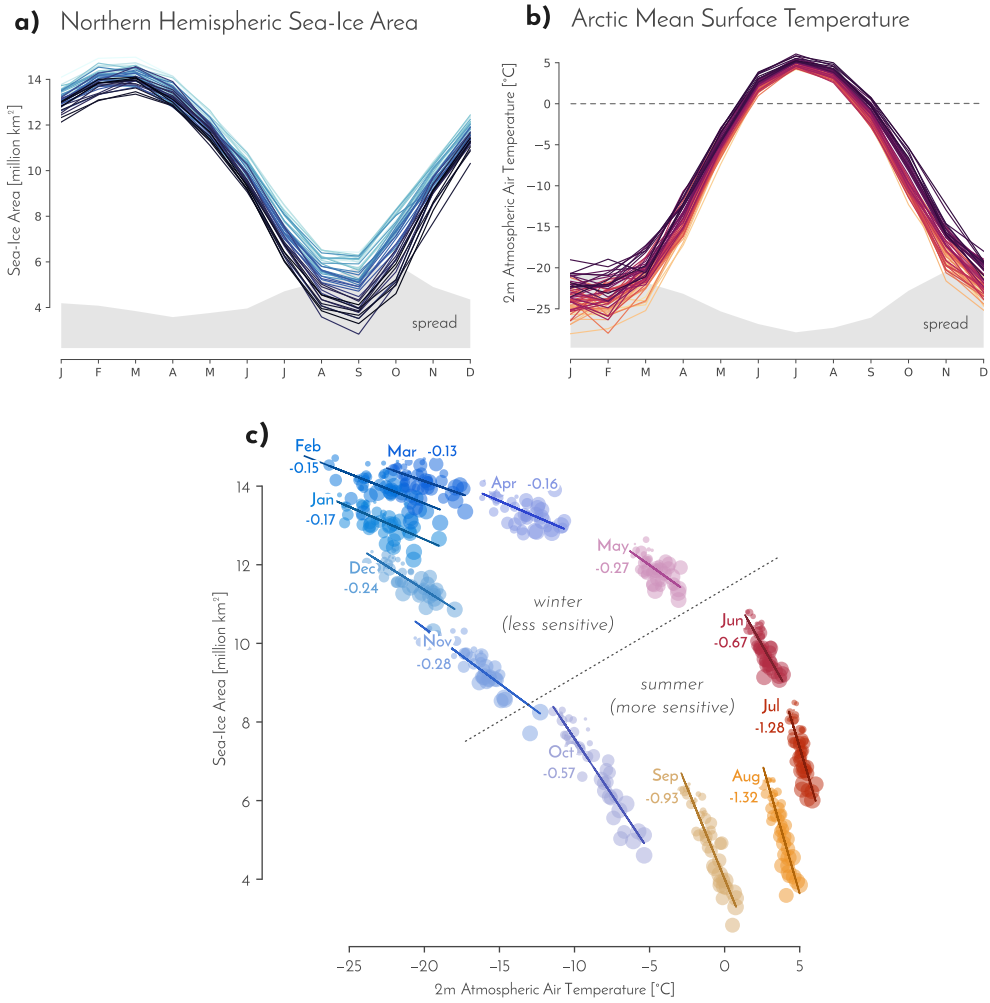 a) Northern Hemispheric Sea-Ice Area
Sea-Ice Area [million km²]
14
12
10
8
6
4
spread
J F M A M J J A S O N D
b) Arctic Mean Surface Temperature
2m Atmospheric Air Temperature [°C]
5
0
−5
−10
−15
−20
−25
spread
J F M A M J J A S O N D
c)
Sea-Ice Area [million km²]
14
12
10
8
6
4
Feb
-0.15
Mar -0.13
Jan
-0.17
Apr -0.16
Dec
-0.24
May
-0.27
winter
(less sensitive)
Nov
-0.28
Jun
-0.67
summer
(more sensitive)
Jul
-1.28
Oct
-0.57
Sep
-0.93
Aug
-1.32
−25 −20 −15 −10 −5 0 5
2m Atmospheric Air Temperature [°C]